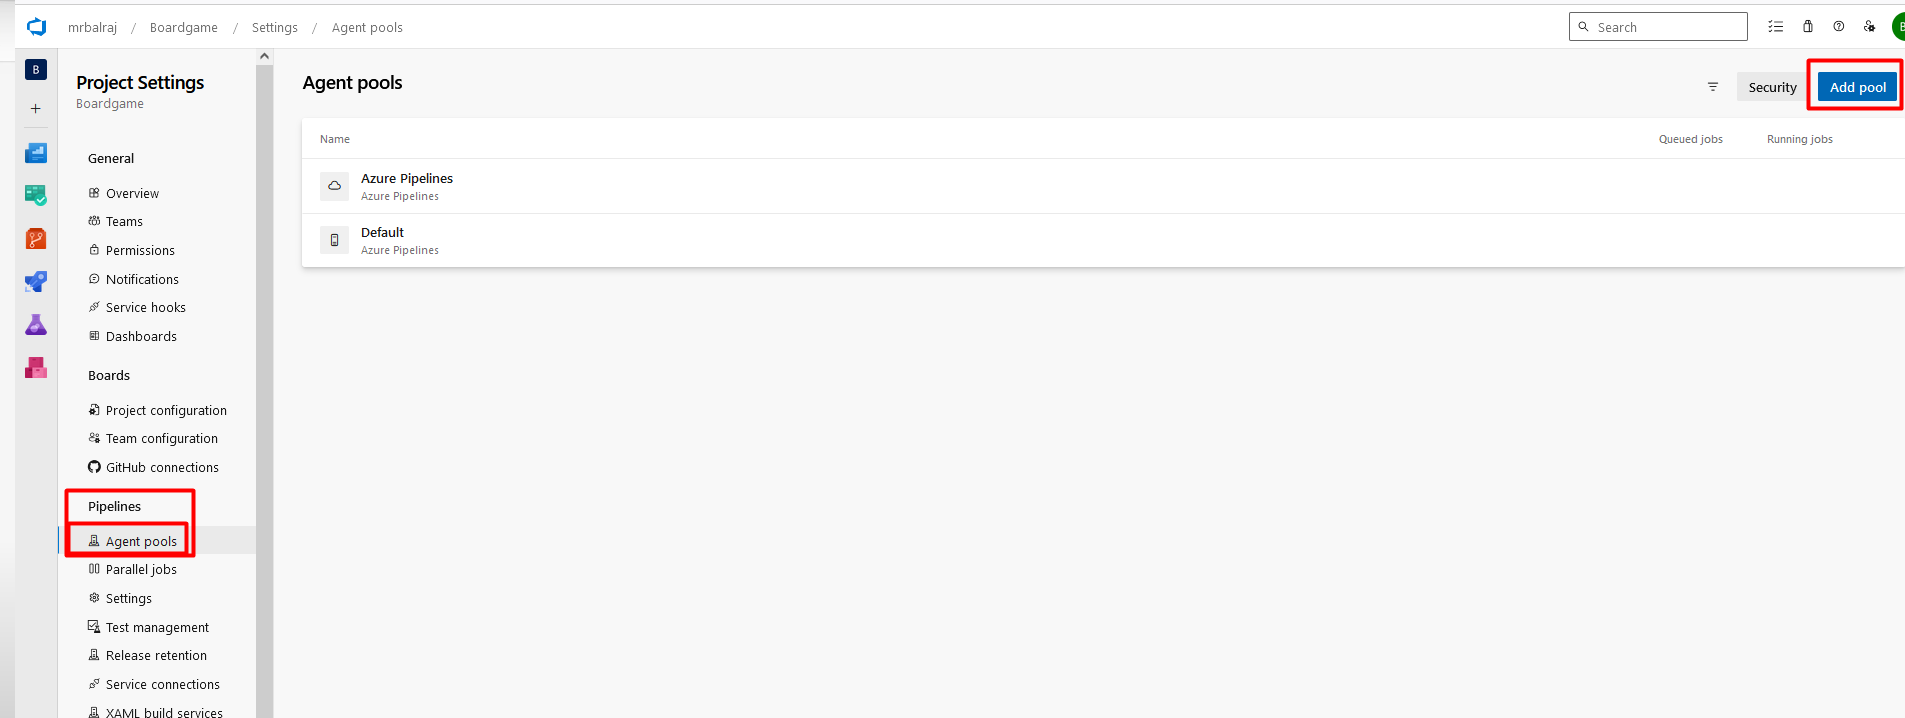 mrbalraj / Boardgame / Settings / Agent pools
Search
B
B
Project Settings
Boardgame
General
Overview
Teams
Permissions
Notifications
Service hooks
Dashboards
Boards
Project configuration
Team configuration
GitHub connections
Pipelines
Agent pools
Parallel jobs
Settings
Test management
Release retention
Service connections
XAML build services
Agent pools
Security
Add pool
Name Queued jobs Running jobs
Azure Pipelines
Azure Pipelines
Default
Azure Pipelines